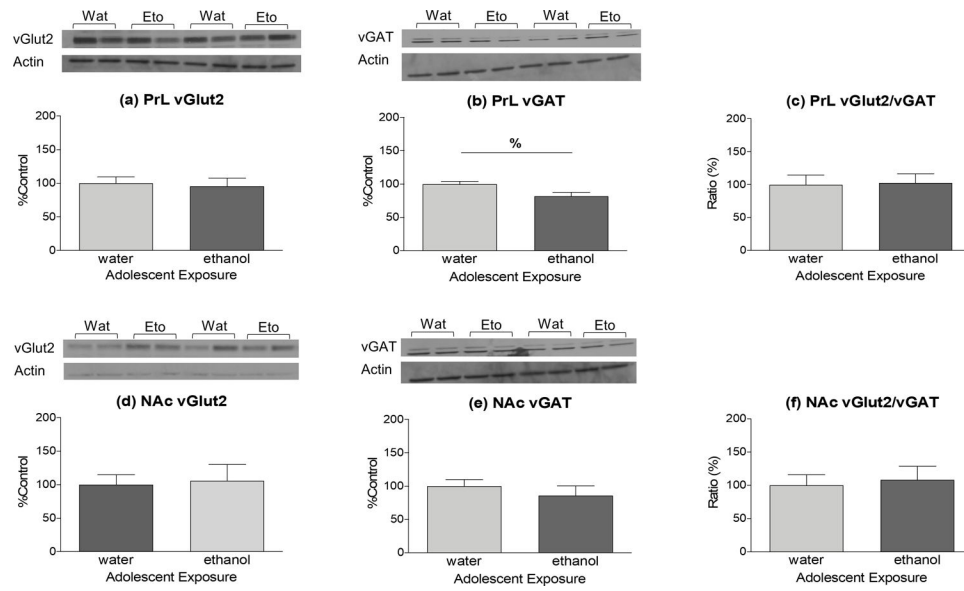 Wat Eto Wat Eto
vGlut2
Actin
(a) PrL vGlut2
%Control
200
150
100
50
0
water ethanol
Adolescent Exposure
Wat Eto Wat Eto
vGAT
Actin
(b) PrL vGAT
%Control
200
150
100
50
0
%
water ethanol
Adolescent Exposure
(c) PrL vGlut2/vGAT
Ratio (%)
200
150
100
50
0
water ethanol
Adolescent Exposure
Wat Eto Wat Eto
vGlut2
Actin
(d) NAc vGlut2
%Control
200
150
100
50
0
water ethanol
Adolescent Exposure
Wat Eto Wat Eto
vGAT
Actin
(e) NAc vGAT
%Control
200
150
100
50
0
water ethanol
Adolescent Exposure
(f) NAc vGlut2/vGAT
Ratio (%)
200
150
100
50
0
water ethanol
Adolescent Exposure